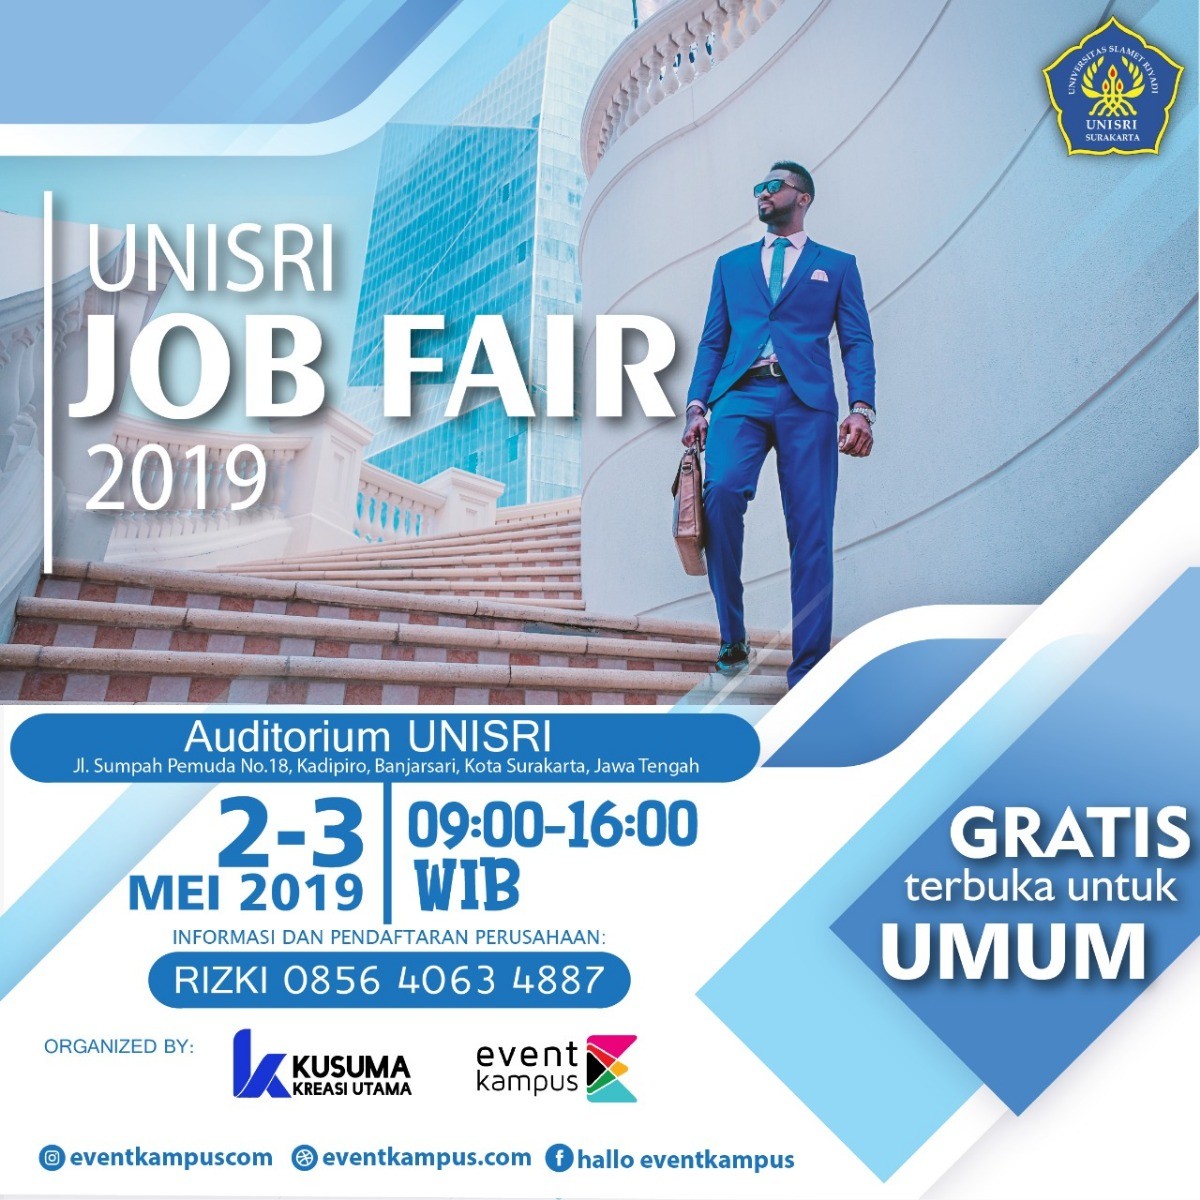 UNIVERSITAS SLAMET RIYADI
UNISRI
SURAKARTA
UNISRI
JOB FAIR
2019
Auditorium UNISRI
Jl. Sumpah Pemuda No.18, Kadipiro, Banjarsari, Kota Surakarta, Jawa Tengah
2-3
MEI 2019
09:00-16:00
WIB
GRATIS
terbuka untuk
UMUM
INFORMASI DAN PENDAFTARAN PERUSAHAAN:
RIZKI 0856 4063 4887
ORGANIZED BY:
KUSUMA
KREASI UTAMA
event
kampus
eventkampuscom eventkampus.com hallo eventkampus